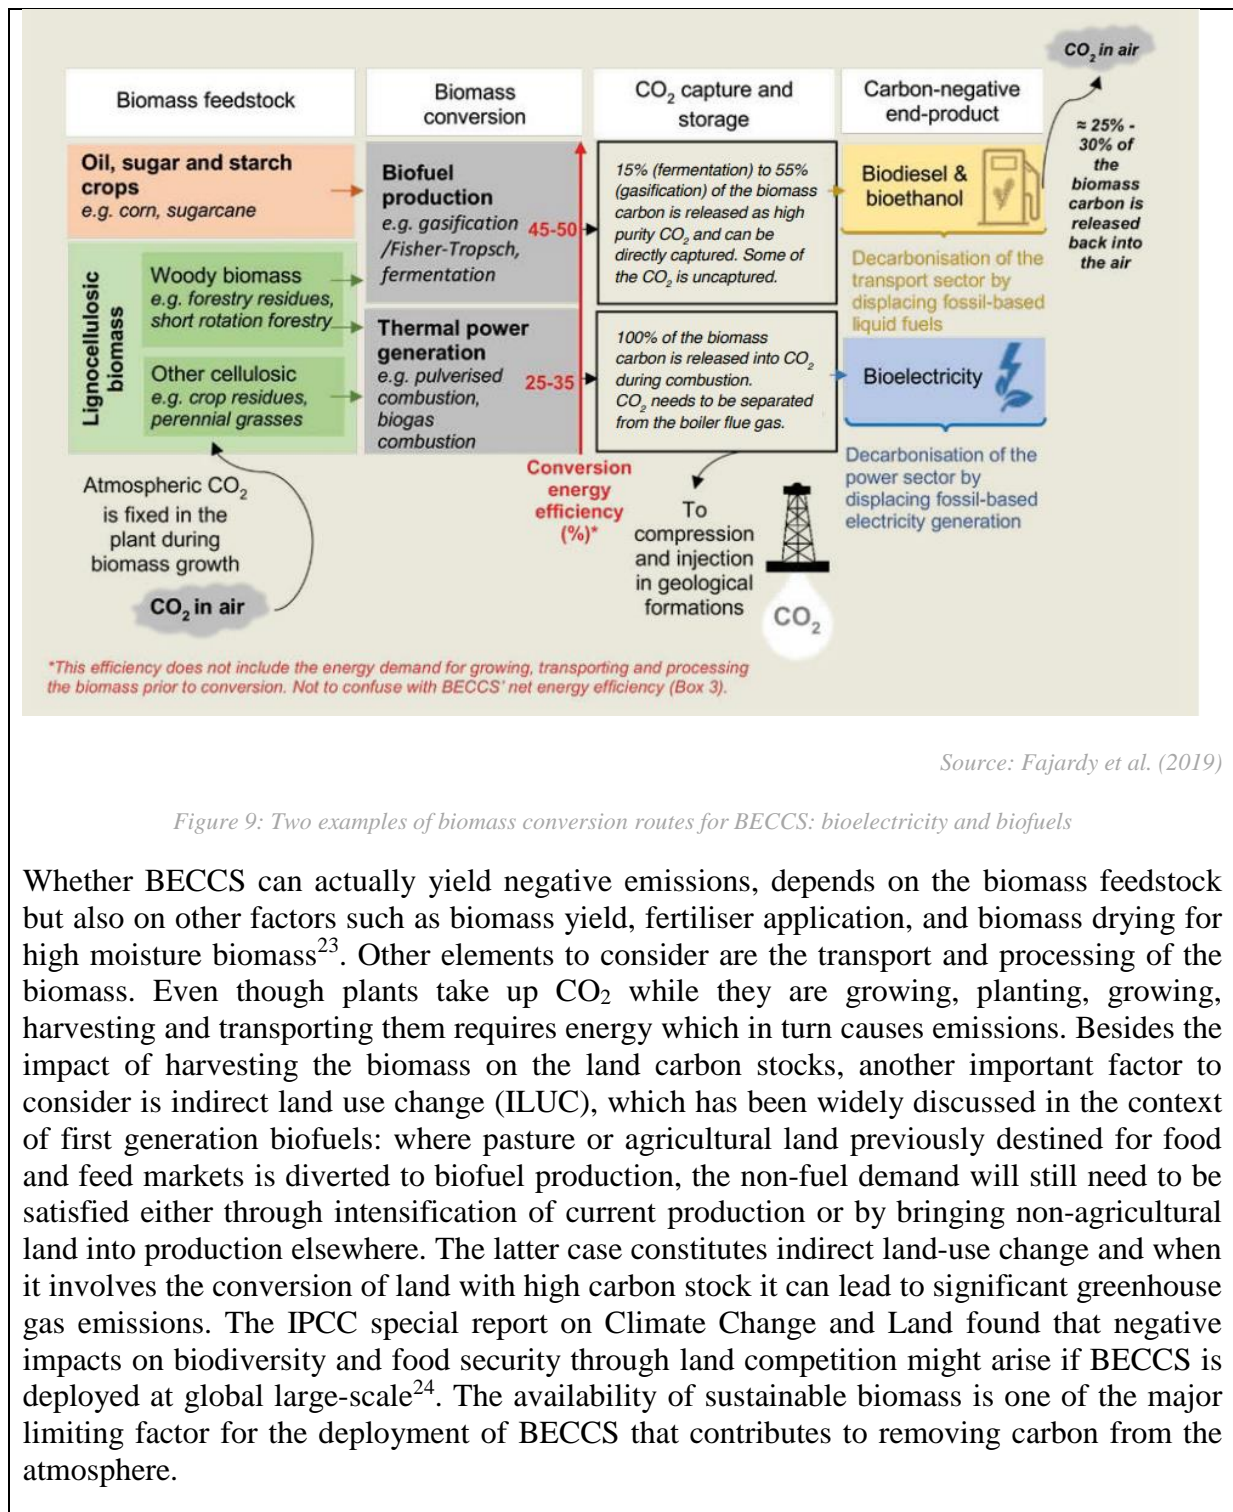 CO2 in air
Biomass feedstock
Biomass
conversion
CO2 capture and
storage
Carbon-negative
end-product
≈ 25% -
30% of
the
biomass
carbon is
released
back into
the air
Oil, sugar and starch
crops
e.g. corn, sugarcane
Biofuel
production
e.g. gasification
/Fisher-Tropsch,
fermentation
45-50
15% (fermentation) to 55%
(gasification) of the biomass
carbon is released as high
purity CO2 and can be
directly captured. Some of
the CO2 is uncaptured.
Biodiesel &
bioethanol
Decarbonisation of the
transport sector by
displacing fossil-based
liquid fuels
Lignocellulosic
biomass
Woody biomass
e.g. forestry residues,
short rotation forestry
Other cellulosic
e.g. crop residues,
perennial grasses
Thermal power
generation
e.g. pulverised
combustion,
biogas
combustion
25-35
100% of the biomass
carbon is released into CO2
during combustion.
CO2 needs to be separated
from the boiler flue gas.
Bioelectricity
Decarbonisation of the
power sector by
displacing fossil-based
electricity generation
Conversion
energy
efficiency
(%)*
Atmospheric CO2
is fixed in the
plant during
biomass growth
CO2 in air
To
compression
and injection
in geological
formations
CO2
*This efficiency does not include the energy demand for growing, transporting and processing
the biomass prior to conversion. Not to confuse with BECCS' net energy efficiency (Box 3).
Source: Fajardy et al. (2019)
Figure 9: Two examples of biomass conversion routes for BECCS: bioelectricity and biofuels
Whether BECCS can actually yield negative emissions, depends on the biomass feedstock
but also on other factors such as biomass yield, fertiliser application, and biomass drying for
high moisture biomass23. Other elements to consider are the transport and processing of the
biomass. Even though plants take up CO2 while they are growing, planting, growing,
harvesting and transporting them requires energy which in turn causes emissions. Besides the
impact of harvesting the biomass on the land carbon stocks, another important factor to
consider is indirect land use change (ILUC), which has been widely discussed in the context
of first generation biofuels: where pasture or agricultural land previously destined for food
and feed markets is diverted to biofuel production, the non-fuel demand will still need to be
satisfied either through intensification of current production or by bringing non-agricultural
land into production elsewhere. The latter case constitutes indirect land-use change and when
it involves the conversion of land with high carbon stock it can lead to significant greenhouse
gas emissions. The IPCC special report on Climate Change and Land found that negative
impacts on biodiversity and food security through land competition might arise if BECCS is
deployed at global large-scale24. The availability of sustainable biomass is one of the major
limiting factor for the deployment of BECCS that contributes to removing carbon from the
atmosphere.